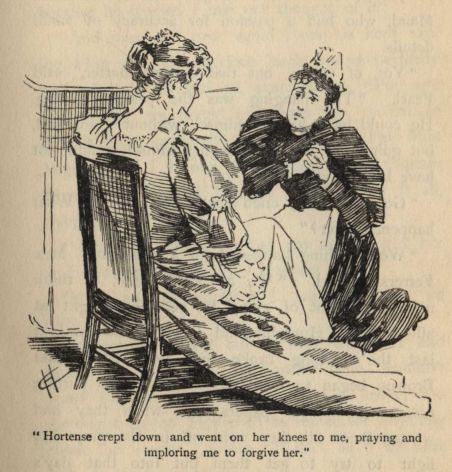 "Hortense crept down and went on her knees to me, praying and
imploring me to forgive her."